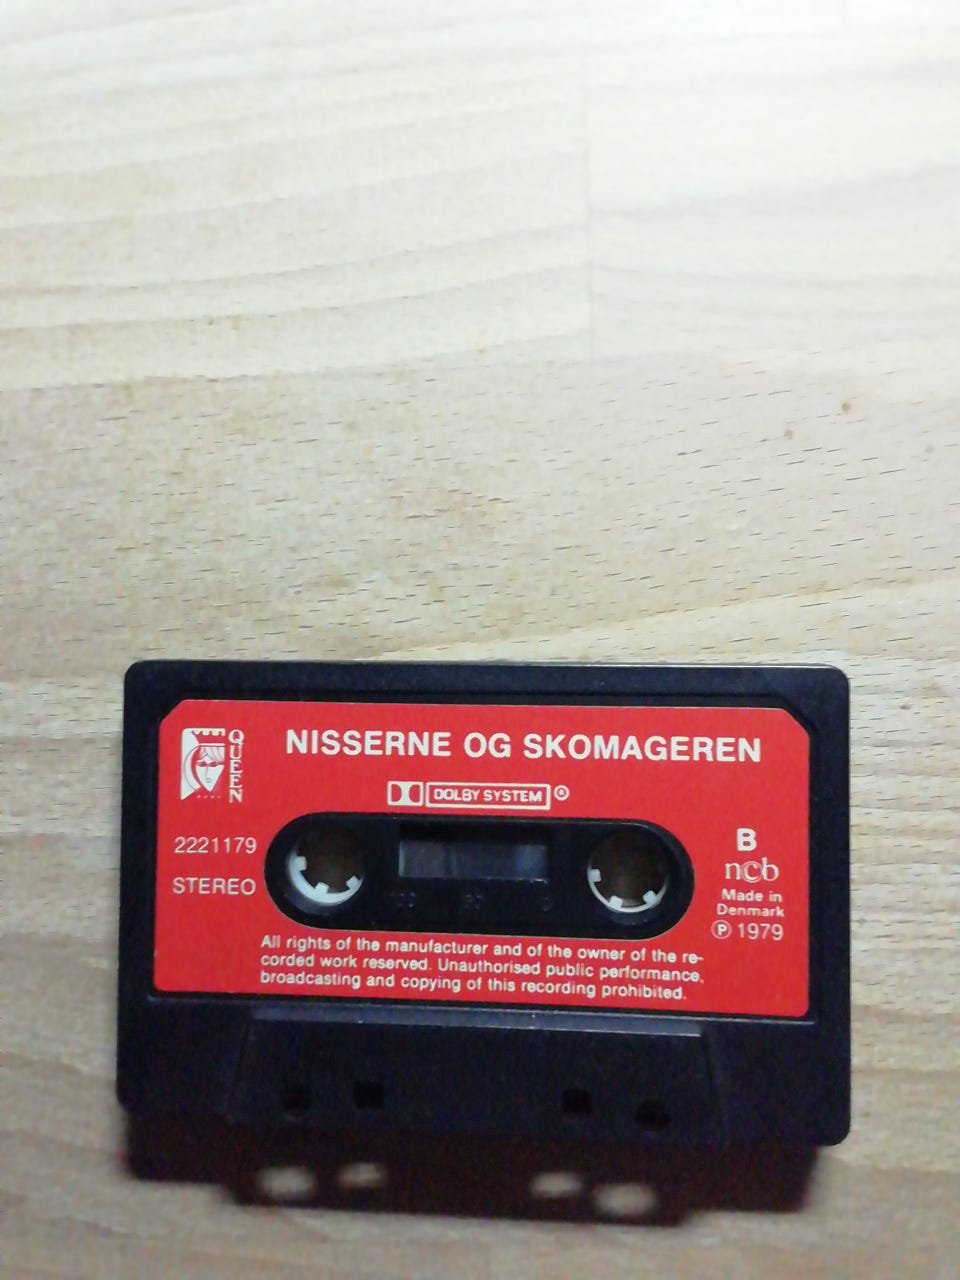 QUEEN
NISSERNE OG SKOMAGEREN
DOLBY SYSTEM ®
2221179
STEREO
B
ncb
Made in
Denmark
℗ 1979
All rights of the manufacturer and of the owner of the re-
corded work reserved. Unauthorised public performance,
broadcasting and copying of this recording prohibited.